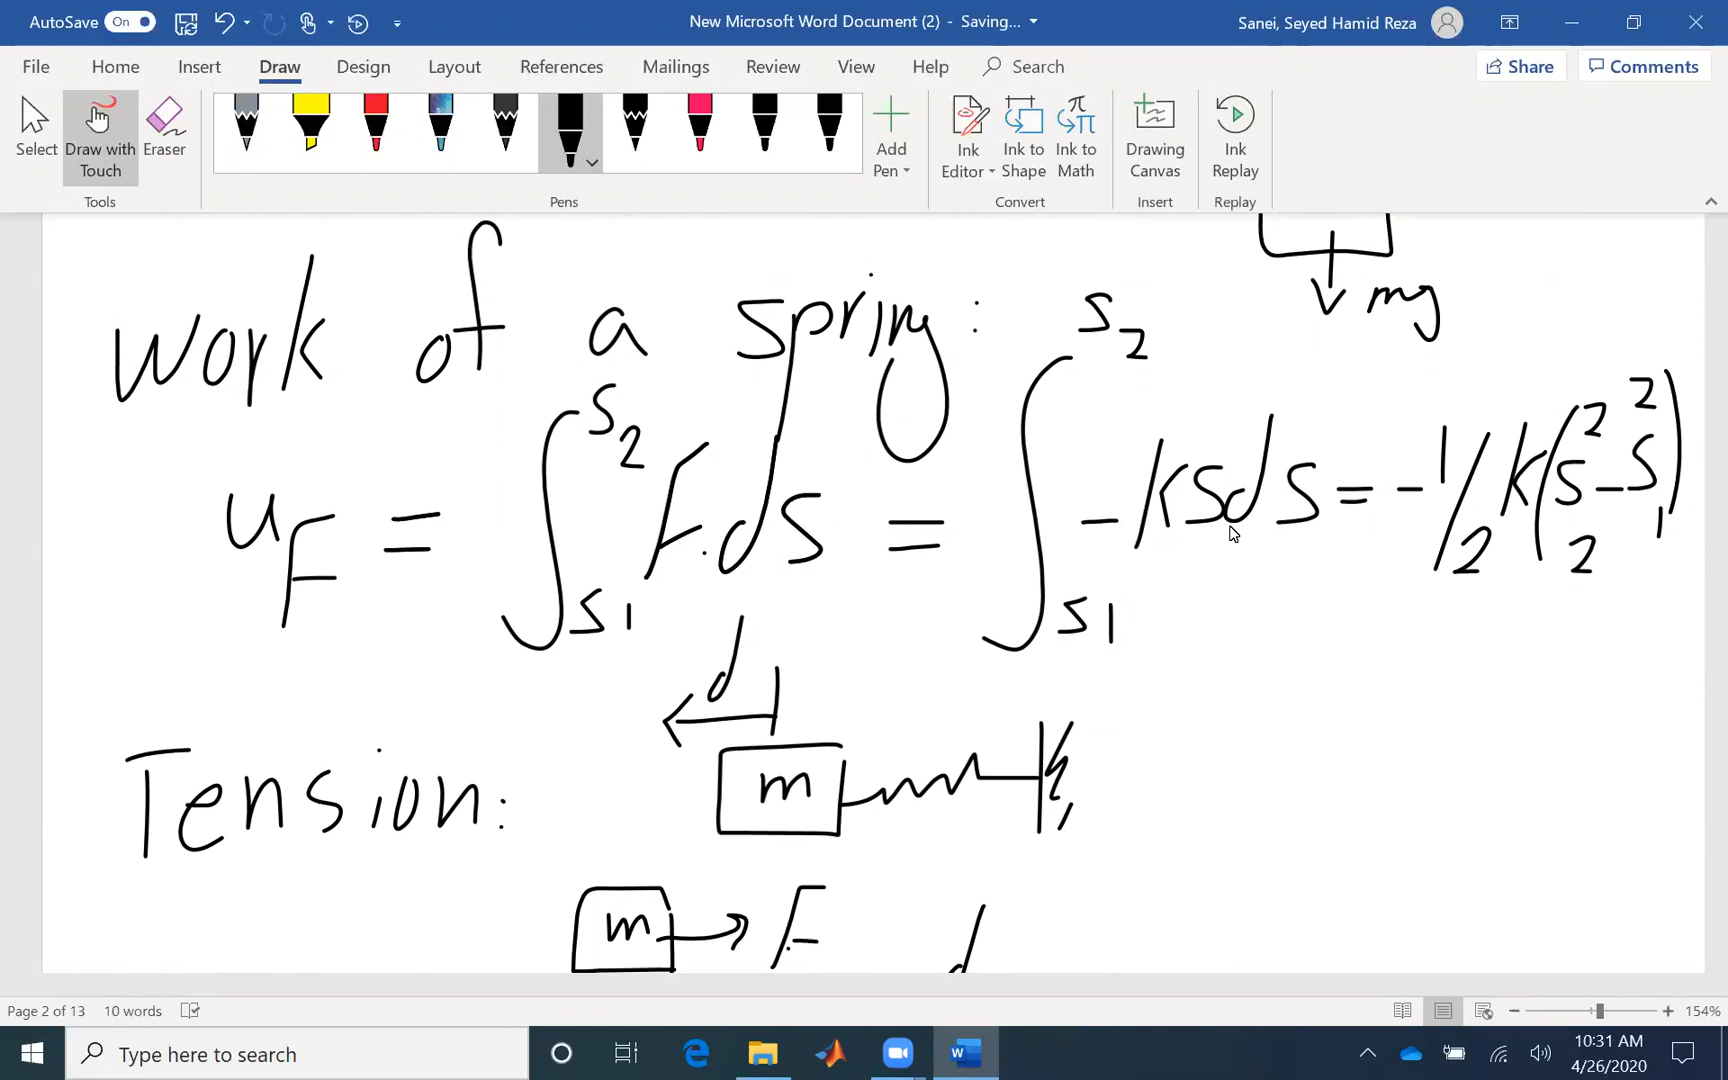 AutoSave On New Microsoft Word Document (2) - Saving... Sanei, Seyed Hamid Reza
File Home Insert Draw Design Layout References Mailings Review View Help Search Share Comments
Select Draw with Touch Eraser Add Pen Ink Editor Ink to Shape Ink to Math Drawing Canvas Ink Replay
Tools Pens Convert Insert Replay
mg
Work of a Spring:
u_F = ∫_{S1}^{S2} F.dS = ∫_{S1}^{S2} -ksds = -1/2 k(S_2^2 - S_1^2)
d
Tension:
m
m → F
d
Page 2 of 13 10 words 154%
Type here to search
10:31 AM
4/26/2020